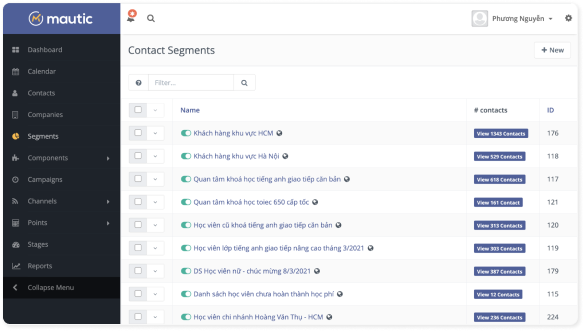 mautic
Phương Nguyễn
Dashboard
Calendar
Contacts
Companies
Segments
Components
Campaigns
Channels
Points
Stages
Reports
Collapse Menu
Contact Segments
+ New
Filter...
Name # contacts ID
Khách hàng khu vực HCM View 1343 Contacts 176
Khách hàng khu vực Hà Nội View 529 Contacts 118
Quan tâm khoá học tiếng anh giao tiếp căn bản View 618 Contacts 117
Quan tâm khoá học toiec 650 cấp tốc View 161 Contact 121
Học viên cũ khoá tiếng anh giao tiếp căn bản View 313 Contacts 120
Học viên lớp tiếng anh giao tiếp nâng cao tháng 3/2021 View 303 Contacts 119
DS Học viên nữ - chúc mừng 8/3/2021 View 387 Contacts 179
Danh sách học viên chưa hoàn thành học phí View 12 Contacts 115
Học viên chi nhánh Hoàng Văn Thụ - HCM View 236 Contacts 224